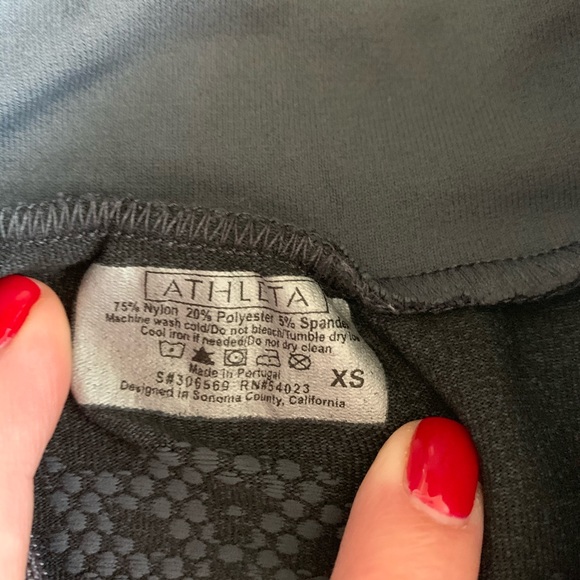 ATHLETA
75% Nylon 20% Polyester 5% Spandex
Machine wash cold/Do not bleach/Tumble dry low
Cool iron if needed/Do not dry clean
Made in Portugal
S#306569 RN#54023
XS
Designed in Sonoma County, California